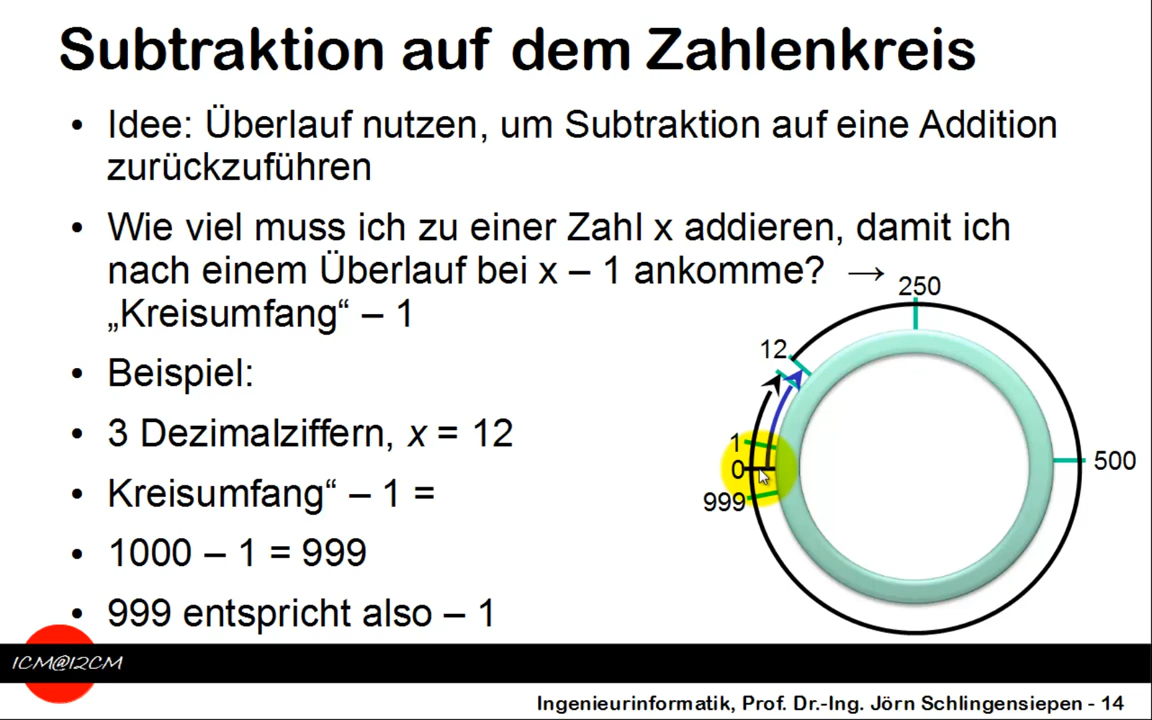 Subtraktion auf dem Zahlenkreis
• Idee: Überlauf nutzen, um Subtraktion auf eine Addition
zurückzuführen
• Wie viel muss ich zu einer Zahl x addieren, damit ich
nach einem Überlauf bei x – 1 ankomme? →
„Kreisumfang“ – 1
• Beispiel:
• 3 Dezimalziffern, x = 12
• Kreisumfang“ – 1 =
• 1000 – 1 = 999
• 999 entspricht also – 1
250
12
1
0
999
500
1CM@12CM
Ingenieurinformatik, Prof. Dr.-Ing. Jörn Schlingensiepen - 14